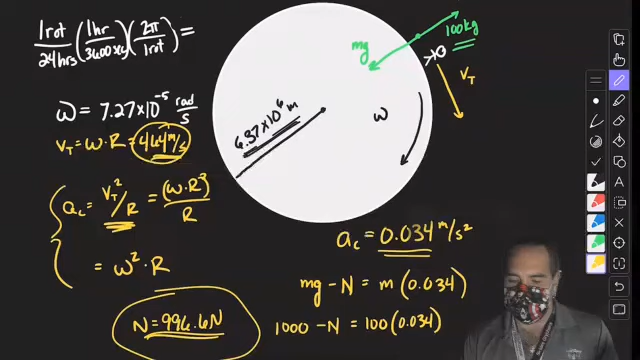 1rot/24hrs (1hr/3600sec)(2π/1rot) =
ω = 7.27×10⁻⁵ rad/s
V_T = ω·R = 464 m/s
a_c = V_T²/R = (ω·R)²/R
= ω²·R
N = 996.6N
mg
100kg
V_T
6.37×10⁶ m
ω
a_c = 0.034 m/s²
mg - N = m(0.034)
1000 - N = 100(0.034)